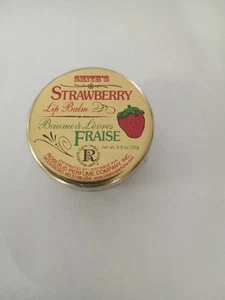 SMITH'S
STRAWBERRY
Lip Balm
Baume à Lèvres
FRAISE
net wt. 0.8 oz. /22g
R
ROSEBUD PERFUME COMPANY, INC.